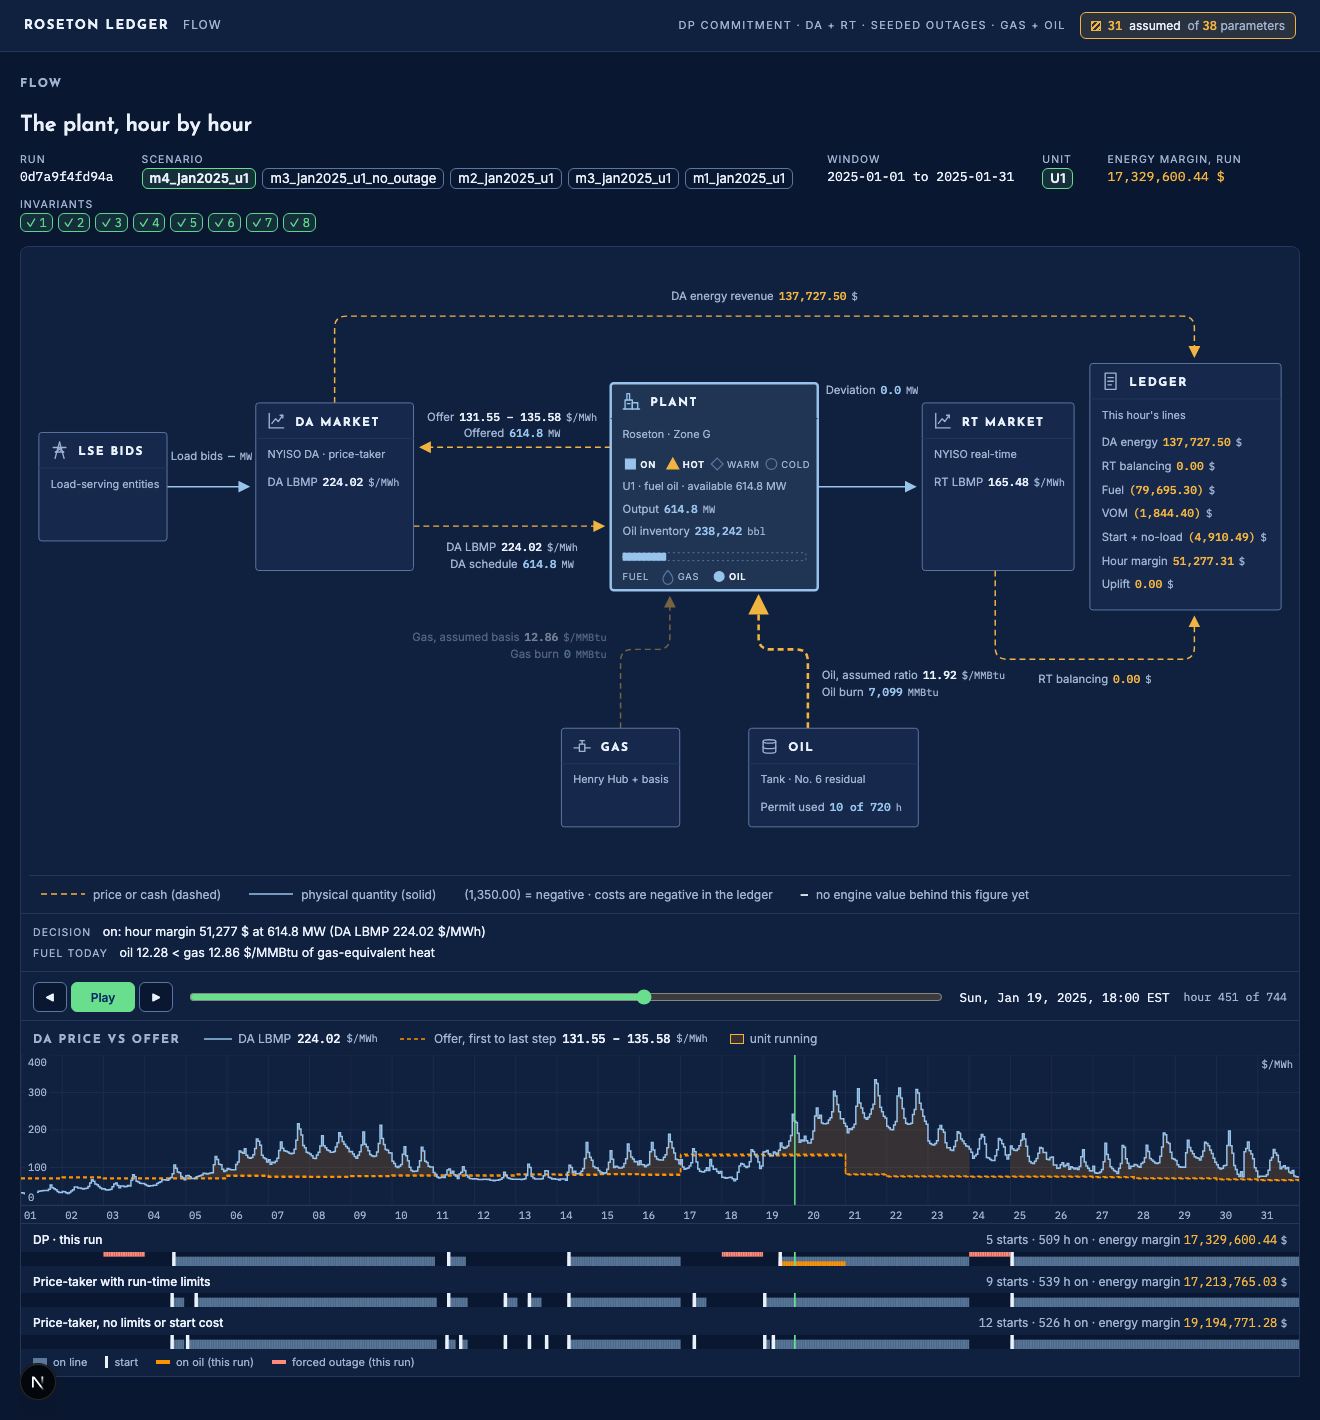 ROSETON LEDGER FLOW
DP COMMITMENT · DA + RT · SEEDED OUTAGES · GAS + OIL
31 assumed of 38 parameters
FLOW
The plant, hour by hour
RUN
0d7a9f4fd94a
SCENARIO
m4_jan2025_u1 m3_jan2025_u1_no_outage m2_jan2025_u1 m3_jan2025_u1 m1_jan2025_u1
WINDOW
2025-01-01 to 2025-01-31
UNIT
U1
ENERGY MARGIN, RUN
17,329,600.44 $
INVARIANTS
✓ 1 ✓ 2 ✓ 3 ✓ 4 ✓ 5 ✓ 6 ✓ 7 ✓ 8
DA energy revenue 137,727.50 $
LSE BIDS
Load-serving entities
Load bids — MW
DA MARKET
NYISO DA · price-taker
DA LBMP 224.02 $/MWh
Offer 131.55 – 135.58 $/MWh
Offered 614.8 MW
DA LBMP 224.02 $/MWh
DA schedule 614.8 MW
PLANT
Roseton · Zone G
ON HOT WARM COLD
U1 · fuel oil · available 614.8 MW
Output 614.8 MW
Oil inventory 238,242 bbl
FUEL GAS OIL
Deviation 0.0 MW
RT MARKET
NYISO real-time
RT LBMP 165.48 $/MWh
LEDGER
This hour's lines
DA energy 137,727.50 $
RT balancing 0.00 $
Fuel (79,695.30) $
VOM (1,844.40) $
Start + no-load (4,910.49) $
Hour margin 51,277.31 $
Uplift 0.00 $
Gas, assumed basis 12.86 $/MMBtu
Gas burn 0 MMBtu
Oil, assumed ratio 11.92 $/MMBtu
Oil burn 7,099 MMBtu
RT balancing 0.00 $
GAS
Henry Hub + basis
OIL
Tank · No. 6 residual
Permit used 10 of 720 h
price or cash (dashed) physical quantity (solid) (1,350.00) = negative · costs are negative in the ledger — no engine value behind this figure yet
DECISION on: hour margin 51,277 $ at 614.8 MW (DA LBMP 224.02 $/MWh)
FUEL TODAY oil 12.28 < gas 12.86 $/MMBtu of gas-equivalent heat
◀ Play ▶ Sun, Jan 19, 2025, 18:00 EST hour 451 of 744
DA PRICE VS OFFER DA LBMP 224.02 $/MWh Offer, first to last step 131.55 – 135.58 $/MWh unit running
$/MWh
400
300
200
100
0
01 02 03 04 05 06 07 08 09 10 11 12 13 14 15 16 17 18 19 20 21 22 23 24 25 26 27 28 29 30 31
DP · this run 5 starts · 509 h on · energy margin 17,329,600.44 $
Price-taker with run-time limits 9 starts · 539 h on · energy margin 17,213,765.03 $
Price-taker, no limits or start cost 12 starts · 526 h on · energy margin 19,194,771.28 $
on line start on oil (this run) forced outage (this run)
N